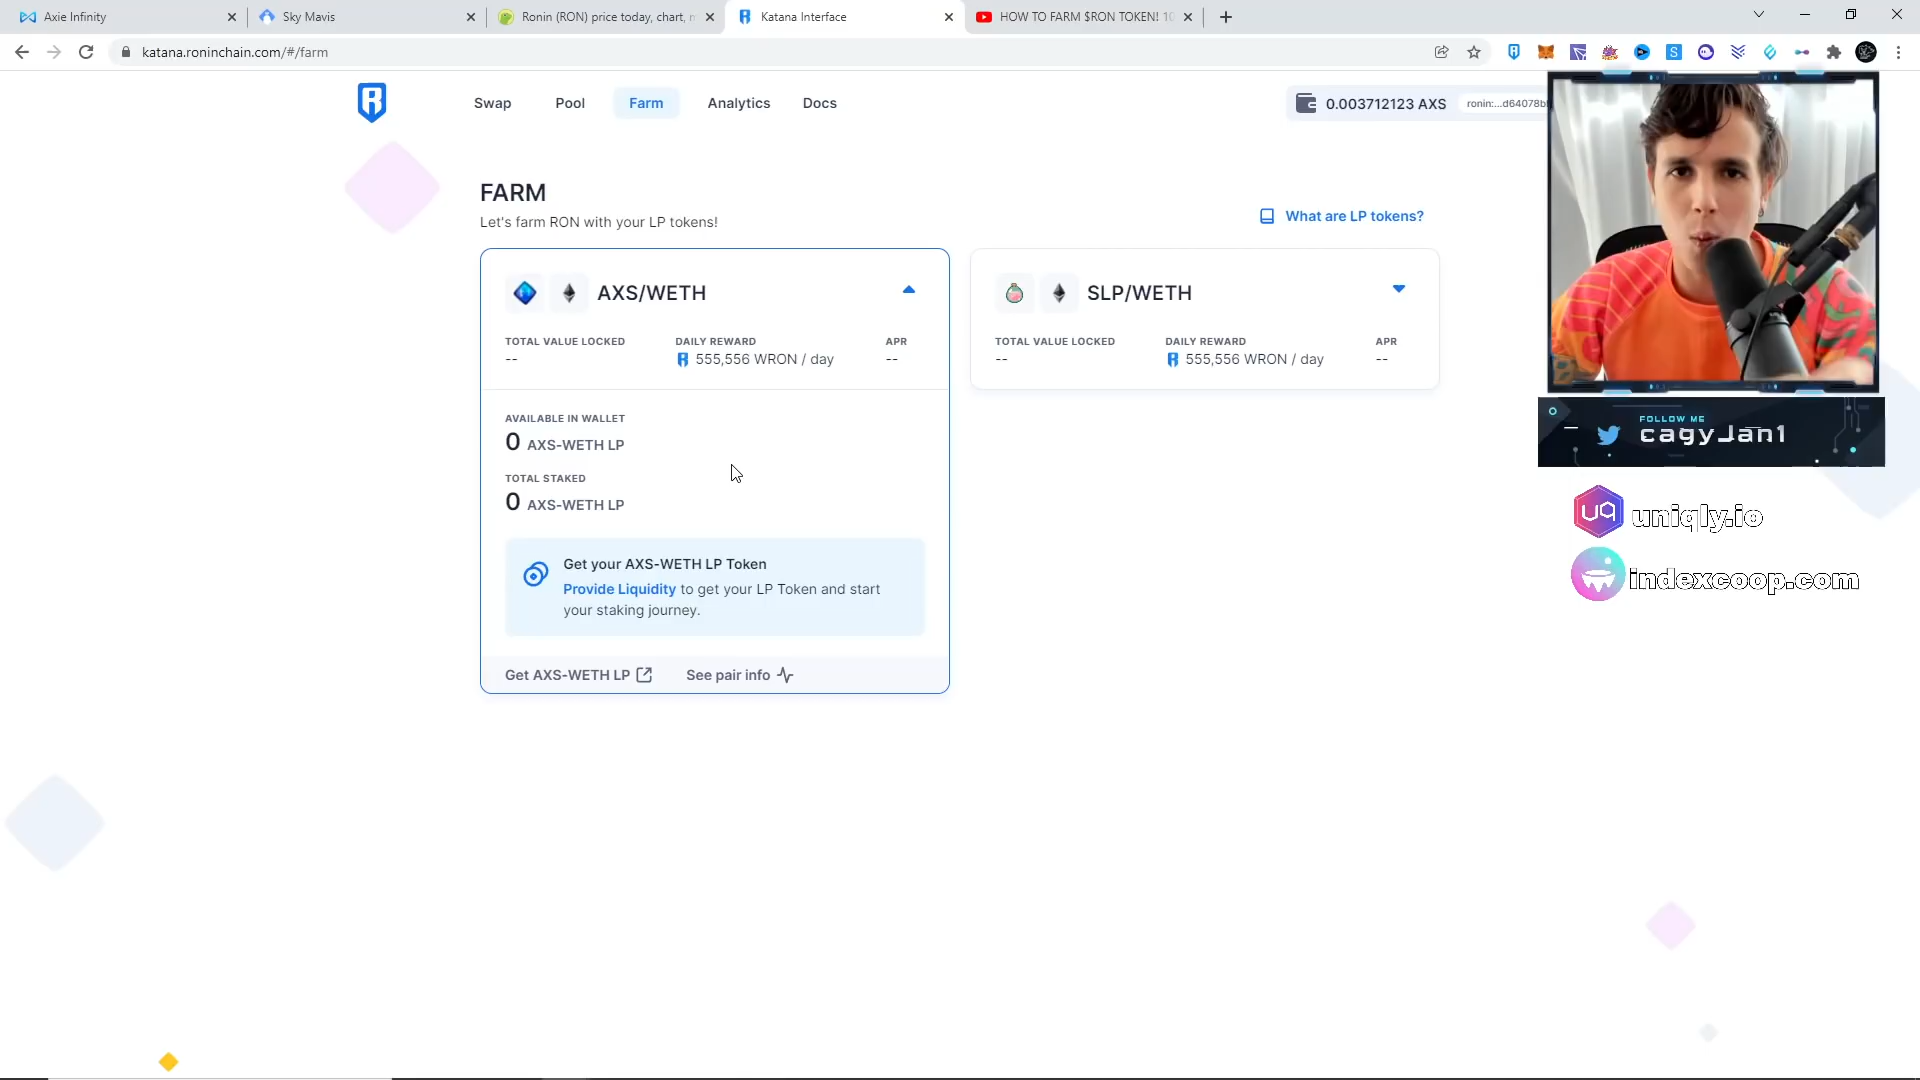 Axie Infinity
Sky Mavis
Ronin (RON) price today, chart,
Katana Interface
HOW TO FARM $RON TOKEN!
katana.roninchain.com/#/farm
Swap
Pool
Farm
Analytics
Docs
0.003712123 AXS
FARM
Let's farm RON with your LP tokens!
What are LP tokens?
AXS/WETH
TOTAL VALUE LOCKED
--
DAILY REWARD
555,556 WRON / day
APR
--
AVAILABLE IN WALLET
0 AXS-WETH LP
TOTAL STAKED
0 AXS-WETH LP
Get your AXS-WETH LP Token
Provide Liquidity to get your LP Token and start
your staking journey.
Get AXS-WETH LP
See pair info
SLP/WETH
TOTAL VALUE LOCKED
--
DAILY REWARD
555,556 WRON / day
APR
--
FOLLOW ME
cagyJan1
uniqly.io
indexcoop.com